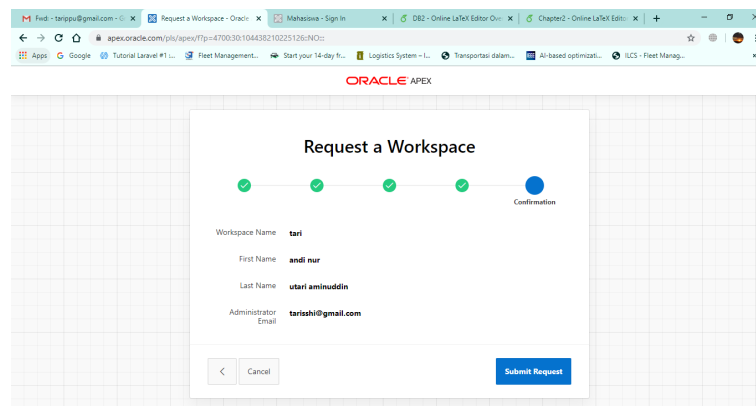 Fwd: - tarippu@gmail.com - G
Request a Workspace - Oracle
Mahasiswa - Sign In
DB2 - Online LaTeX Editor Ove
Chapter2 - Online LaTeX Edito
apex.oracle.com/pls/apex/f?p=4700:30:104438210225126::NO:::
Apps
Google
Tutorial Laravel #1 :...
Fleet Management...
Start your 14-day fr...
Logistics System – I...
Transportasi dalam...
AI-based optimizati...
ILCS - Fleet Manag...
ORACLE APEX
Request a Workspace
Confirmation
Workspace Name tari
First Name andi nur
Last Name utari aminuddin
Administrator Email tarisshi@gmail.com
Cancel
Submit Request